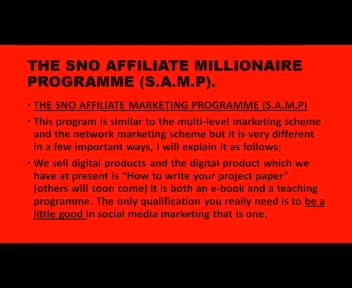 THE SNO AFFILIATE MILLIONAIRE
PROGRAMME (S.A.M.P).
• THE SNO AFFILIATE MARKETING PROGRAMME (S.A.M.P)
• This program is similar to the multi-level marketing scheme
and the network marketing scheme but it is very different
in a few important ways, I will explain it as follows;
• We sell digital products and the digital product which we
have at present is "How to write your project paper"
(others will soon come) it is both an e-book and a teaching
programme. The only qualification you really need is to be a
little good in social media marketing that is one.